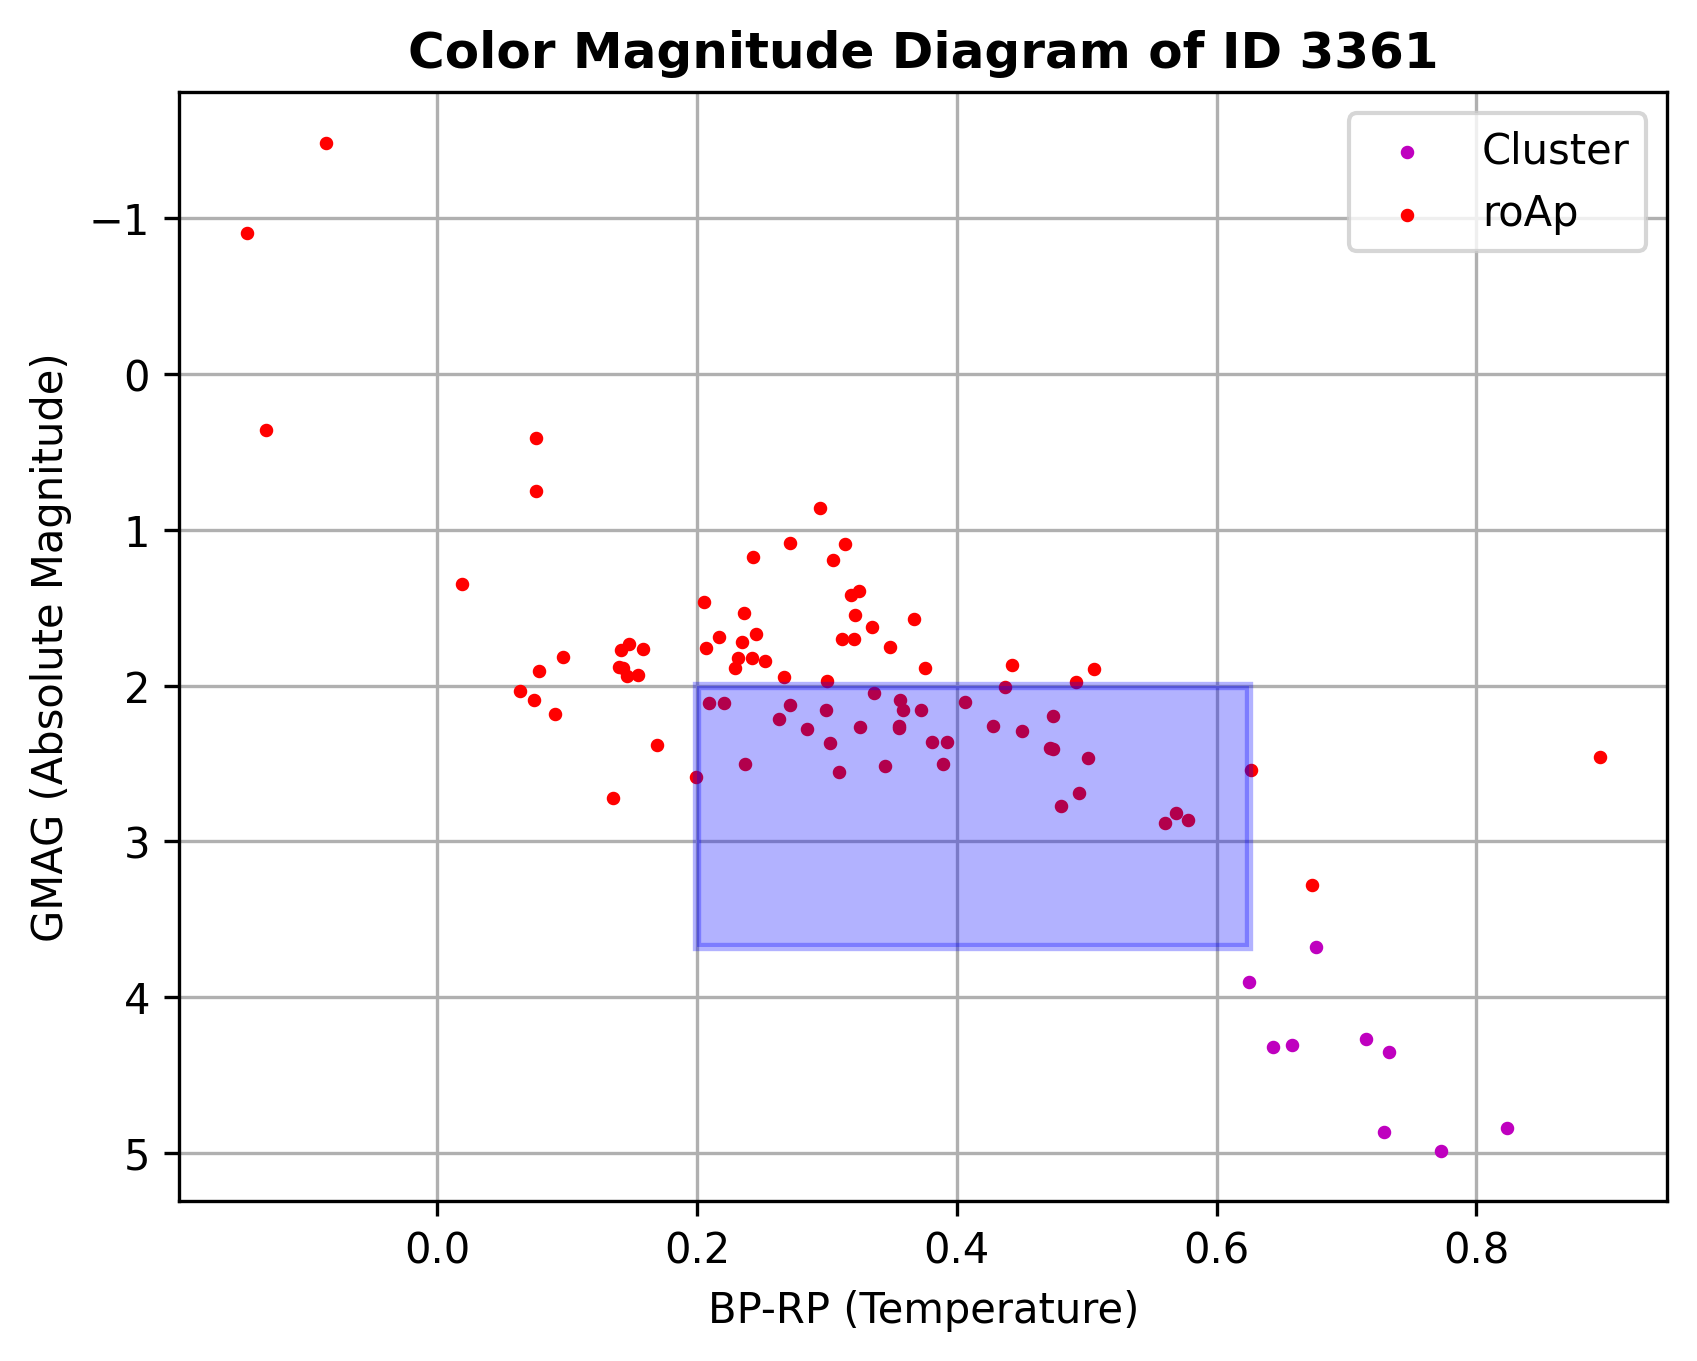 Color Magnitude Diagram of ID 3361
Cluster
roAp
GMAG (Absolute Magnitude)
−1
0
1
2
3
4
5
0.0 0.2 0.4 0.6 0.8
BP-RP (Temperature)